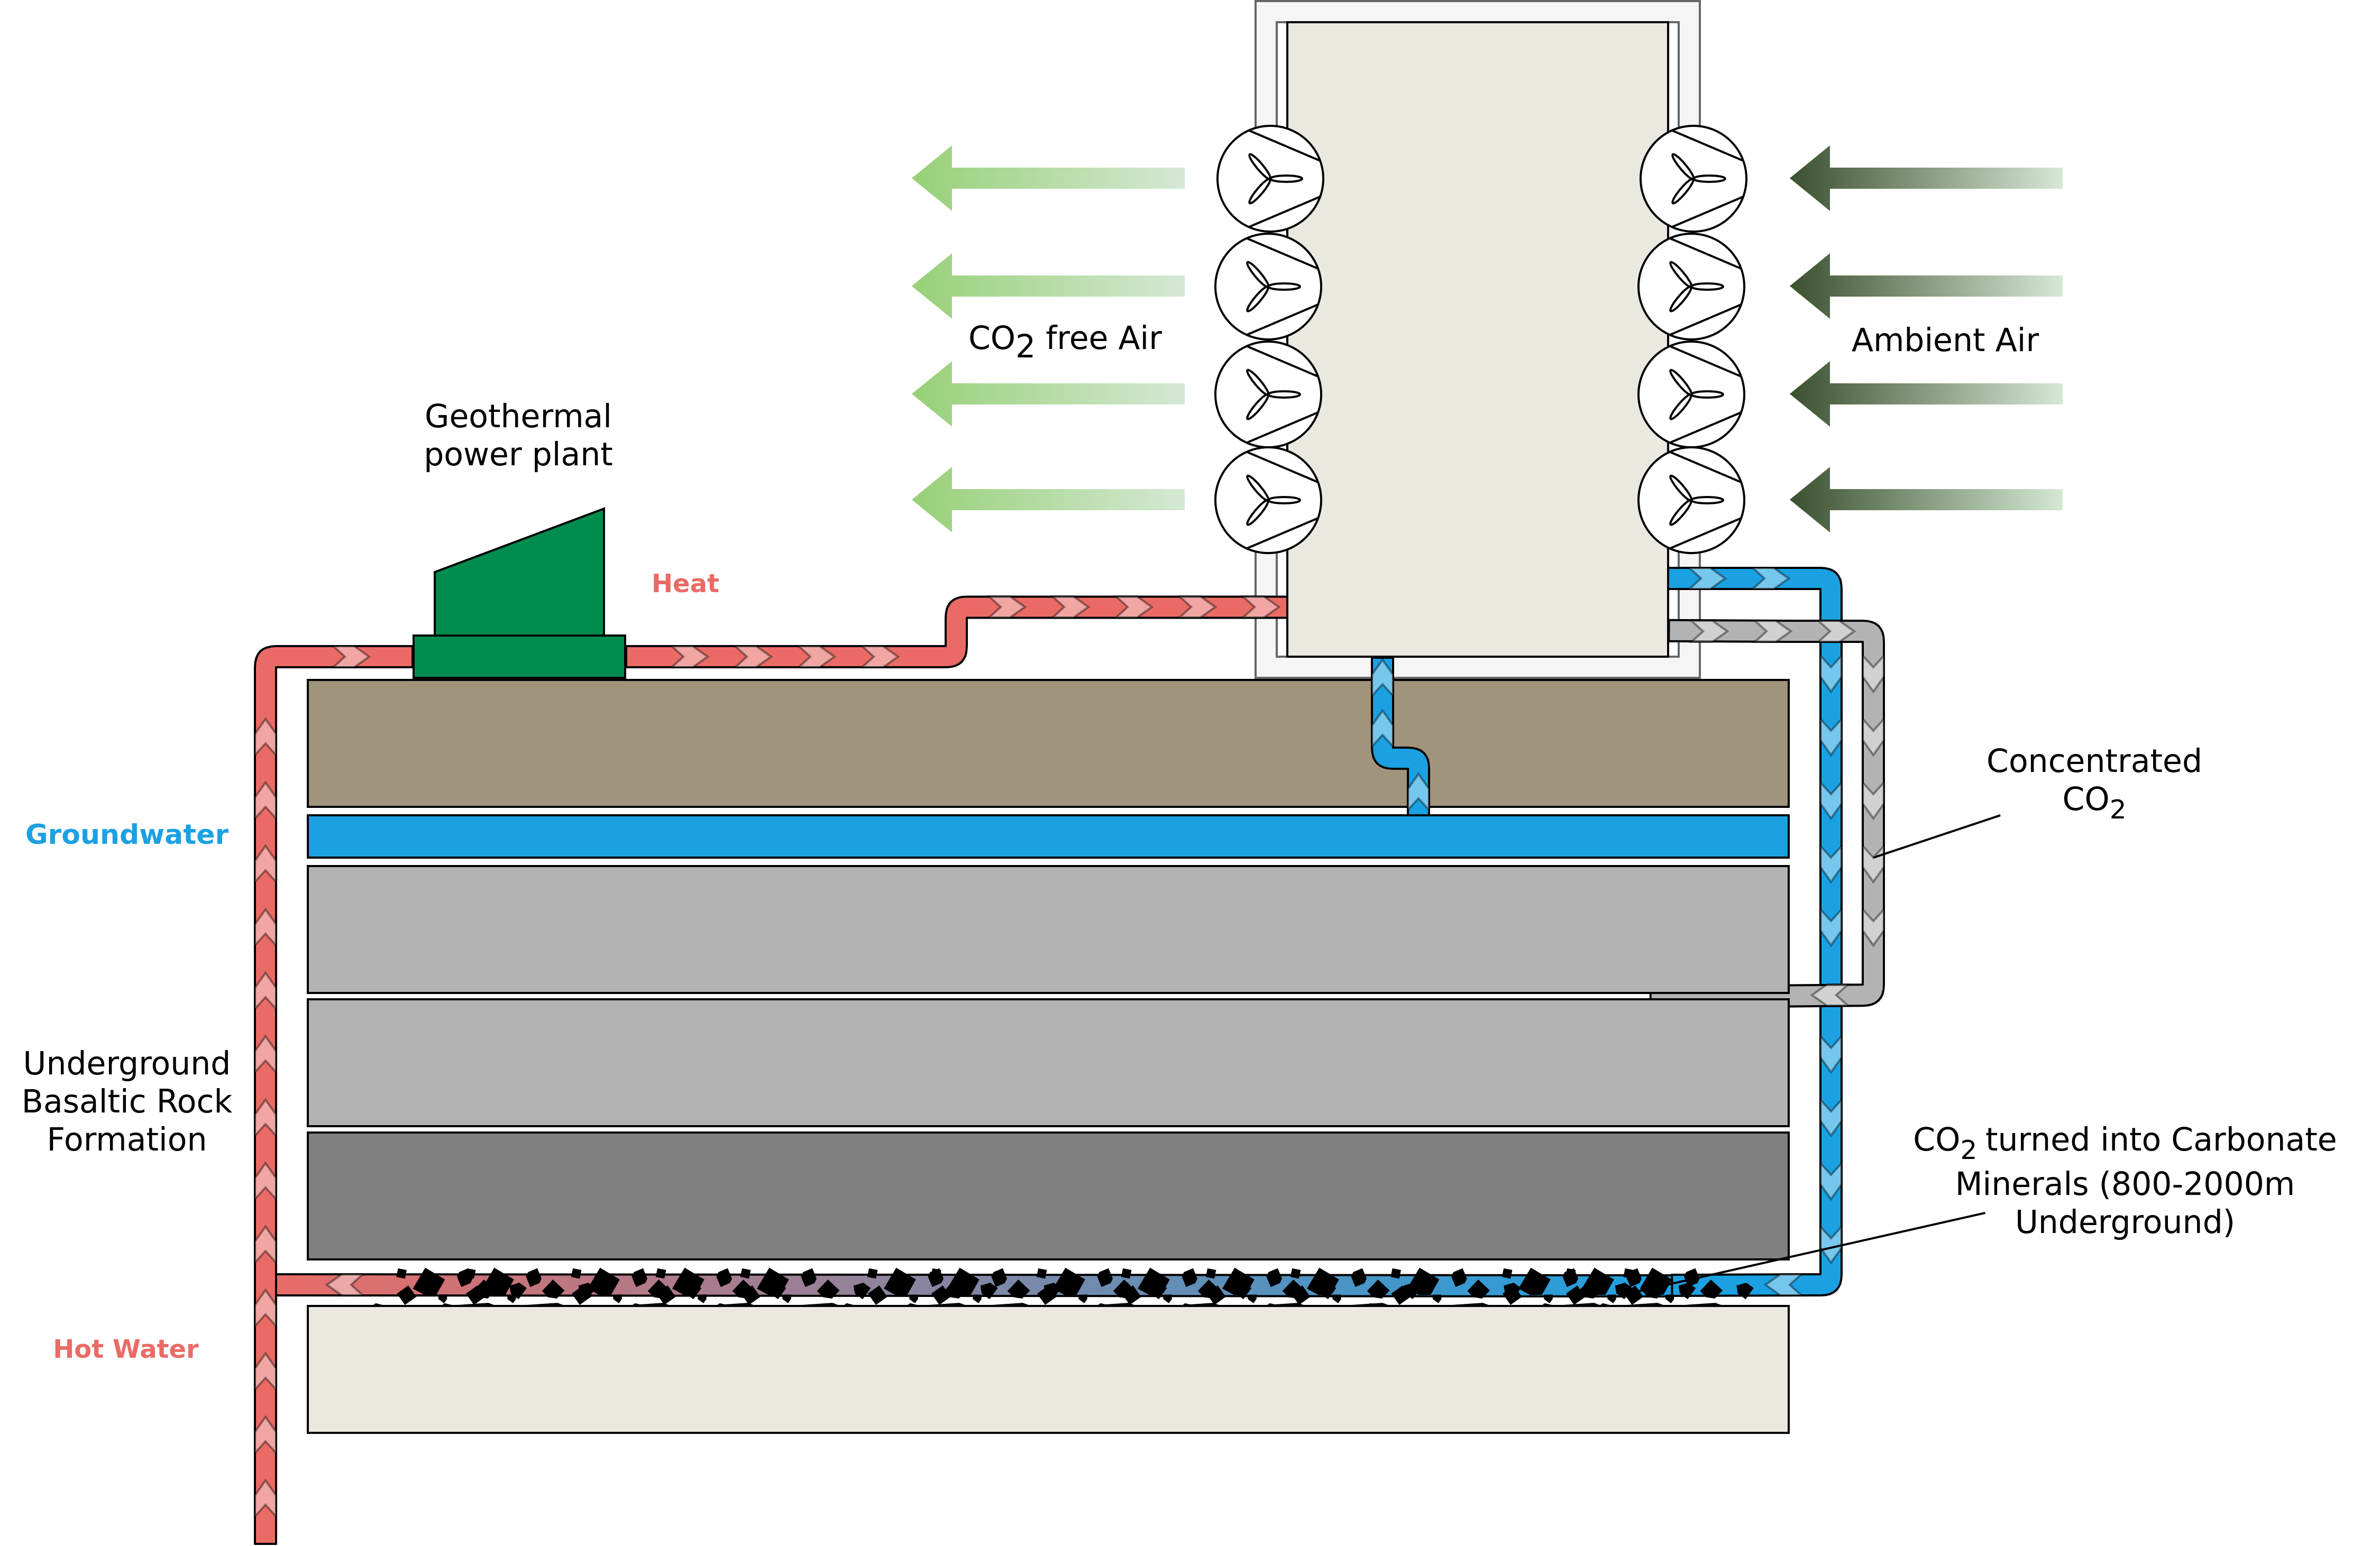 CO2 free Air
Ambient Air
Geothermal
power plant
Heat
Concentrated
CO2
Groundwater
Underground
Basaltic Rock
Formation
CO2 turned into Carbonate
Minerals (800-2000m
Underground)
Hot Water